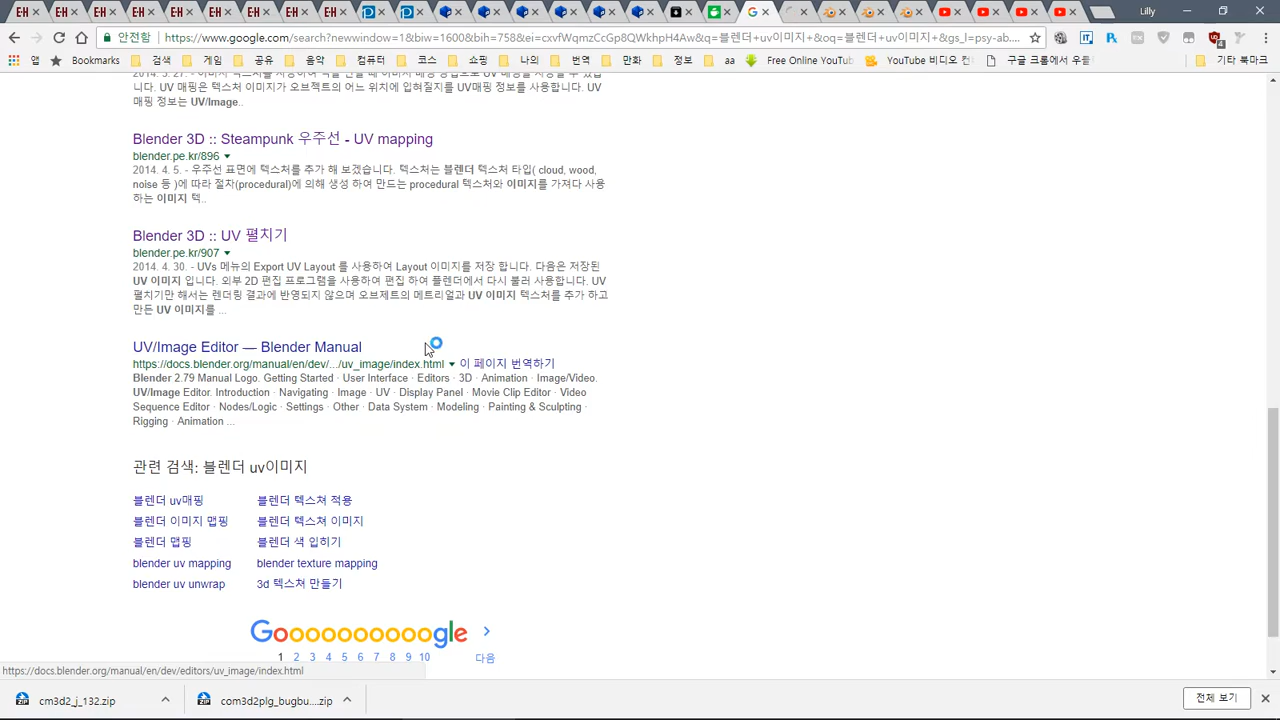 Lilly
안전함 https://www.google.com/search?newwindow=1&biw=1600&bih=758&ei=cxvfWqmzCcGp8QWkhpH4Aw&q=블렌더+uv이미지+&oq=블렌더+uv이미지+&gs_l=psy-ab....
앱 Bookmarks 검색 게임 공유 음악 컴퓨터 코스 쇼핑 나의 번역 만화 정보 aa Free Online YouTu YouTube 비디오 컨 구글 크롬에서 우클 기타 북마크
UV 매핑은 텍스처 이미지가 오브젝트의 어느 위치에 입혀질지를 UV매핑 정보를 사용합니다. UV
매핑 정보는 UV/Image..
Blender 3D :: Steampunk 우주선 - UV mapping
blender.pe.kr/896
2014. 4. 5. - 우주선 표면에 텍스처를 추가 해 보겠습니다. 텍스처는 블렌더 텍스처 타입( cloud, wood,
noise 등 )에 따라 절차(procedural)에 의해 생성 하여 만드는 procedural 텍스처와 이미지를 가져다 사용
하는 이미지 텍..
Blender 3D :: UV 펼치기
blender.pe.kr/907
2014. 4. 30. - UVs 메뉴의 Export UV Layout 를 사용하여 Layout 이미지를 저장 합니다. 다음은 저장된
UV 이미지 입니다. 외부 2D 편집 프로그램을 사용하여 편집 하여 플렌더에서 다시 불러 사용합니다. UV
펼치기만 해서는 렌더링 결과에 반영되지 않으며 오브제트의 메트리얼과 UV 이미지 텍스처를 추가 하고
만든 UV 이미지를 ...
UV/Image Editor — Blender Manual
https://docs.blender.org/manual/en/dev/.../uv_image/index.html 이 페이지 번역하기
Blender 2.79 Manual Logo. Getting Started · User Interface · Editors · 3D · Animation · Image/Video.
UV/Image Editor. Introduction · Navigating · Image · UV · Display Panel · Movie Clip Editor · Video
Sequence Editor · Nodes/Logic · Settings · Other · Data System · Modeling · Painting & Sculpting ·
Rigging · Animation ...
관련 검색: 블렌더 uv이미지
블렌더 uv매핑 블렌더 텍스쳐 적용
블렌더 이미지 맵핑 블렌더 텍스쳐 이미지
블렌더 맵핑 블렌더 색 입히기
blender uv mapping blender texture mapping
blender uv unwrap 3d 텍스쳐 만들기
Goooooooooogle
1 2 3 4 5 6 7 8 9 10 다음
https://docs.blender.org/manual/en/dev/editors/uv_image/index.html
cm3d2_j_132.zip com3d2plg_bugbu....zip 전체 보기